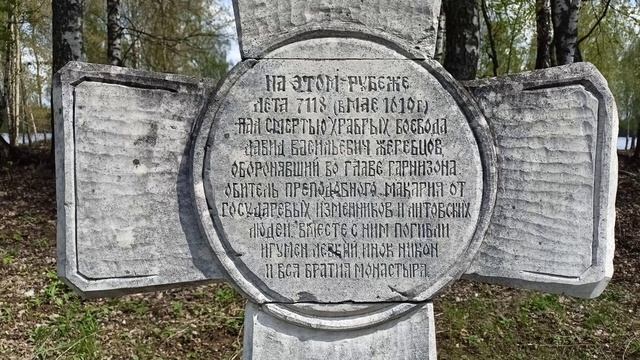 НА ЭТОМ РУБЕЖЕ
ЛЕТА 7118 (В МАЕ 1610 Г.)
ПАЛ СМЕРТЬЮ ХРАБРЫХ ВОЕВОДА
ДАВИД ВАСИЛЬЕВИЧ ЖЕРЕБЦОВ,
ОБОРОНЯВШИЙ ВО ГЛАВЕ ГАРНИЗОНА
ОБИТЕЛЬ ПРЕПОДОБНОГО МАКАРИЯ ОТ
ГОСУДАРЕВЫХ ИЗМЕННИКОВ И ЛИТОВСКИХ
ЛЮДЕЙ. ВМЕСТЕ С НИМ ПОГИБЛИ
ИГУМЕН ЛЕВКИЙ, ИНОК НИКОН
И ВСЯ БРАТИЯ МОНАСТЫРЯ